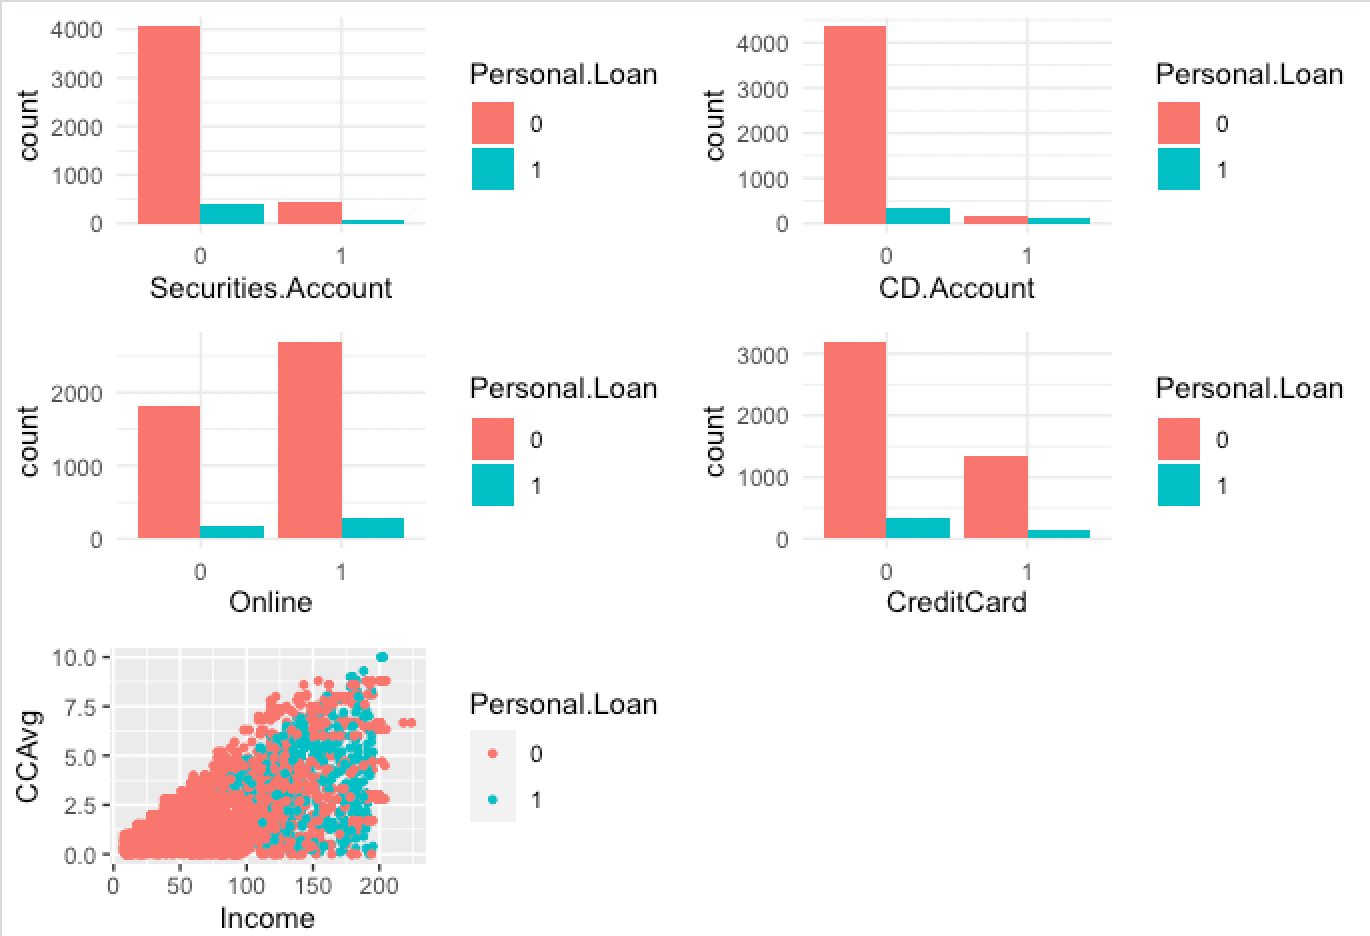 4000
3000
2000
1000
0
count
0 1
Securities.Account
Personal.Loan
0
1
4000
3000
2000
1000
0
count
0 1
CD.Account
Personal.Loan
0
1
2000
1000
0
count
0 1
Online
Personal.Loan
0
1
3000
2000
1000
0
count
0 1
CreditCard
Personal.Loan
0
1
10.0
7.5
5.0
2.5
0.0
CCAvg
0 50 100 150 200
Income
Personal.Loan
0
1